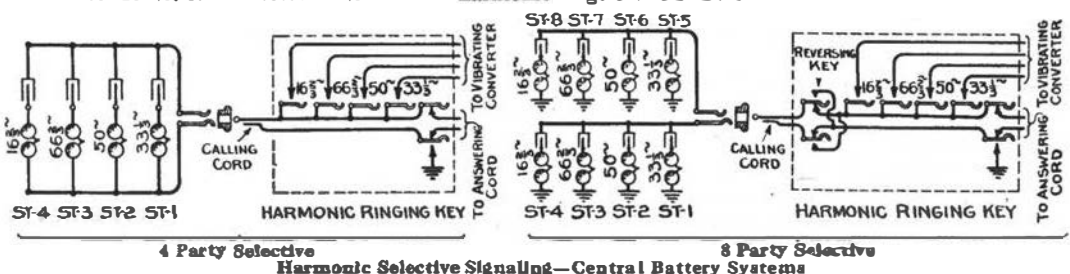 ST-8 ST-7 ST-6 ST-5
16⅔~ 66⅔~ 50~ 33⅓~
REVERSING KEY
16⅔~ 66⅔~ 50~ 33⅓~
TO VIBRATING CONVERTER
16⅔~ 66⅔~ 50~ 33⅓~
TO VIBRATING CONVERTER
16⅔~ 66⅔~ 50~ 33⅓~
CALLING CORD
TO ANSWERING CORD
16⅔~ 66⅔~ 50~ 33⅓~
CALLING CORD
TO ANSWERING CORD
ST-4 ST-3 ST-2 ST-1
HARMONIC RINGING KEY
ST-4 ST-3 ST-2 ST-1
HARMONIC RINGING KEY
4 Party Selective
8 Party Selective
Harmonic Selective Signaling—Central Battery Systems